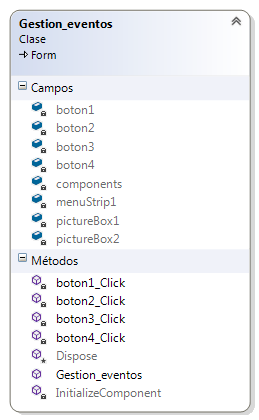 Gestion_eventos
Clase
Form
Campos
boton1
boton2
boton3
boton4
components
menuStrip1
pictureBox1
pictureBox2
Métodos
boton1_Click
boton2_Click
boton3_Click
boton4_Click
Dispose
Gestion_eventos
InitializeComponent